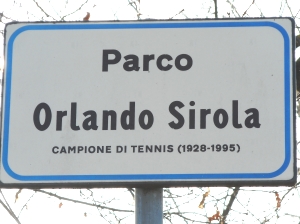 Parco
Orlando Sirola
CAMPIONE DI TENNIS (1928-1995)